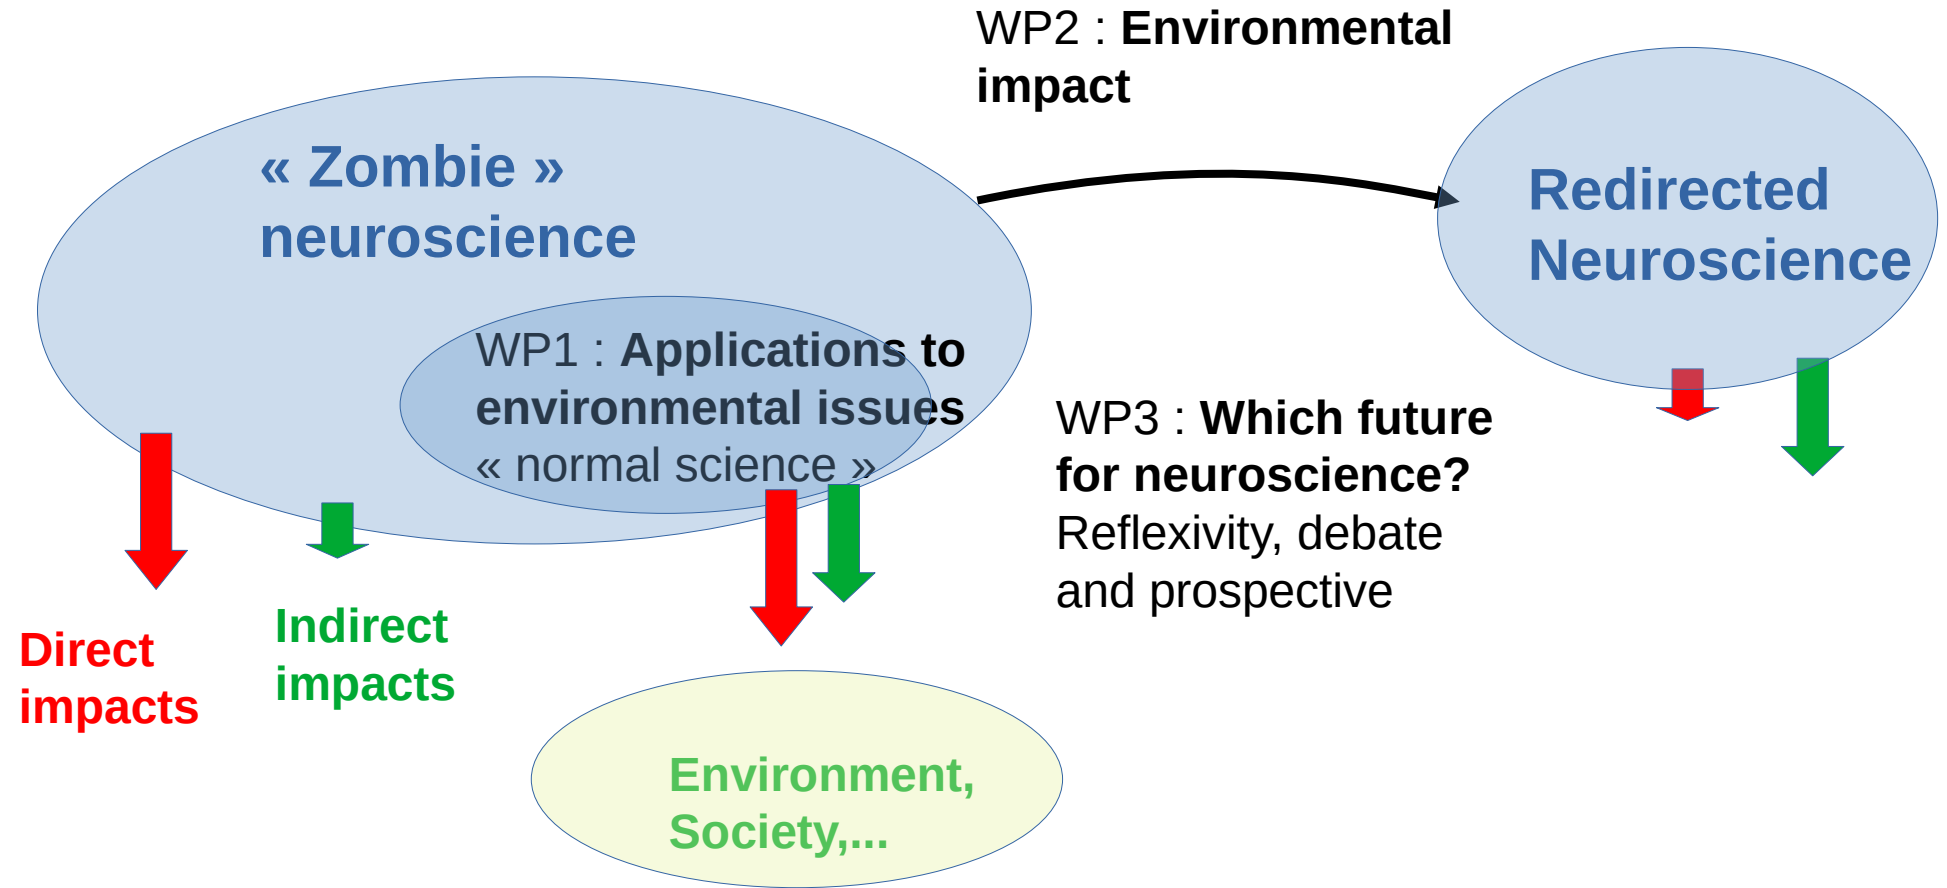 WP2 : Environmental
impact
« Zombie »
neuroscience
Redirected
Neuroscience
WP1 : Applications to
environmental issues
« normal science »
WP3 : Which future
for neuroscience?
Reflexivity, debate
and prospective
Direct
impacts
Indirect
impacts
Environment,
Society,...